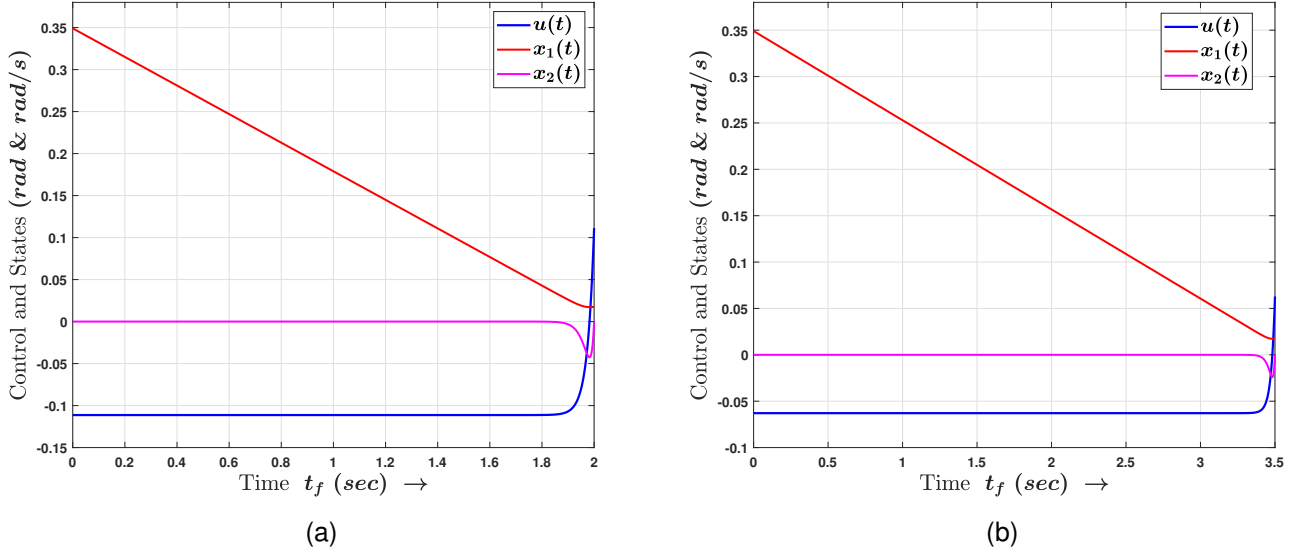 Control and States (rad & rad/s)
0.35
0.3
0.25
0.2
0.15
0.1
0.05
0
-0.05
-0.1
-0.15
u(t)
x₁(t)
x₂(t)
0 0.2 0.4 0.6 0.8 1 1.2 1.4 1.6 1.8 2
Time t_f (sec) →
(a)
Control and States (rad & rad/s)
0.35
0.3
0.25
0.2
0.15
0.1
0.05
0
-0.05
-0.1
u(t)
x₁(t)
x₂(t)
0 0.5 1 1.5 2 2.5 3 3.5
Time t_f (sec) →
(b)